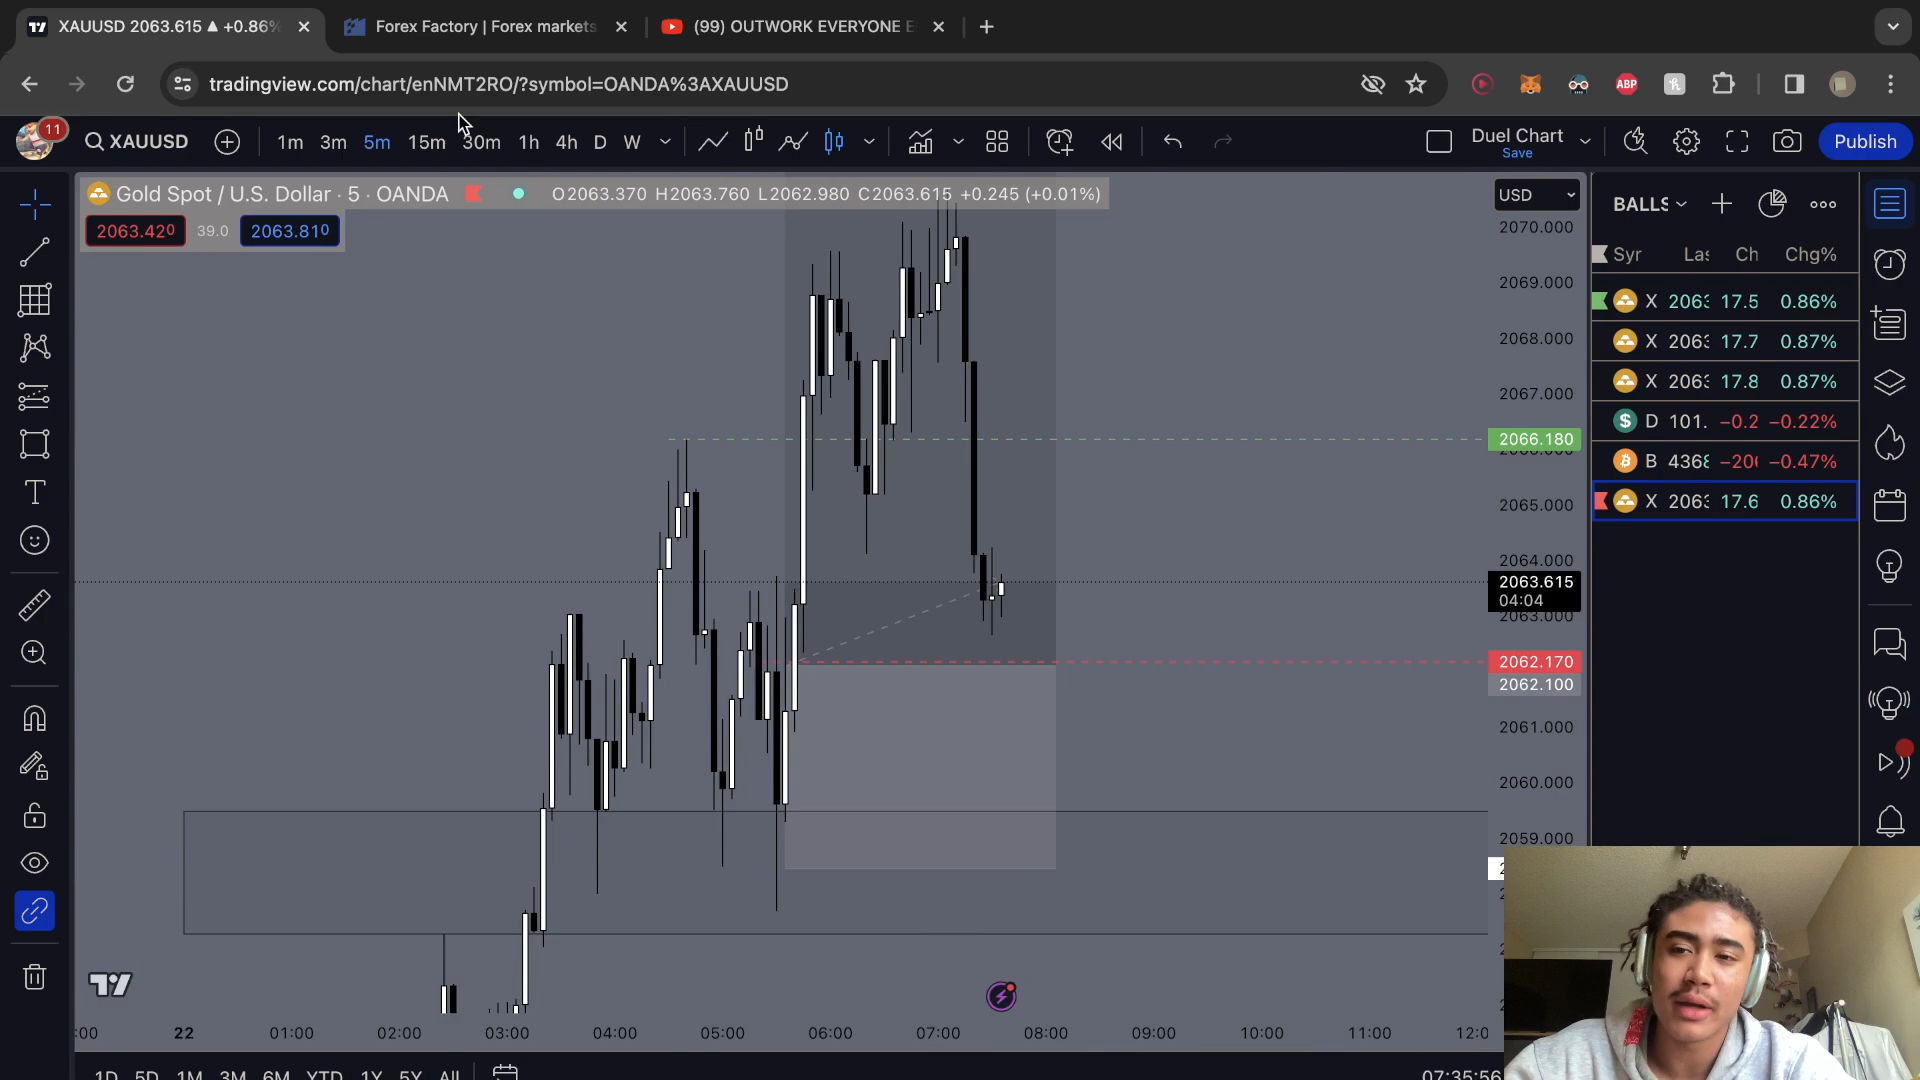 XAUUSD 2063.615 ▲ +0.86%
Forex Factory | Forex markets
(99) OUTWORK EVERYONE E
tradingview.com/chart/enNMT2RO/?symbol=OANDA%3AXAUUSD
11
XAUUSD
1m 3m 5m 15m 30m 1h 4h D W
Duel Chart
Save
Publish
Gold Spot / U.S. Dollar · 5 · OANDA
O2063.370 H2063.760 L2062.980 C2063.615 +0.245 (+0.01%)
2063.420 39.0 2063.810
USD
2070.000
2069.000
2068.000
2067.000
2066.180
2065.000
2064.000
2063.615
04:04
2063.000
2062.170
2062.100
2061.000
2060.000
2059.000
BALLS
Syr Las Ch Chg%
X 2063 17.5 0.86%
X 2063 17.7 0.87%
X 2063 17.8 0.87%
D 101. −0.2 −0.22%
B 4368 −20 −0.47%
X 2063 17.6 0.86%
:00 22 01:00 02:00 03:00 04:00 05:00 06:00 07:00 08:00 09:00 10:00 11:00 12:0
1D 5D 1M 3M 6M YTD 1Y 5Y All
07:35:56
ABP